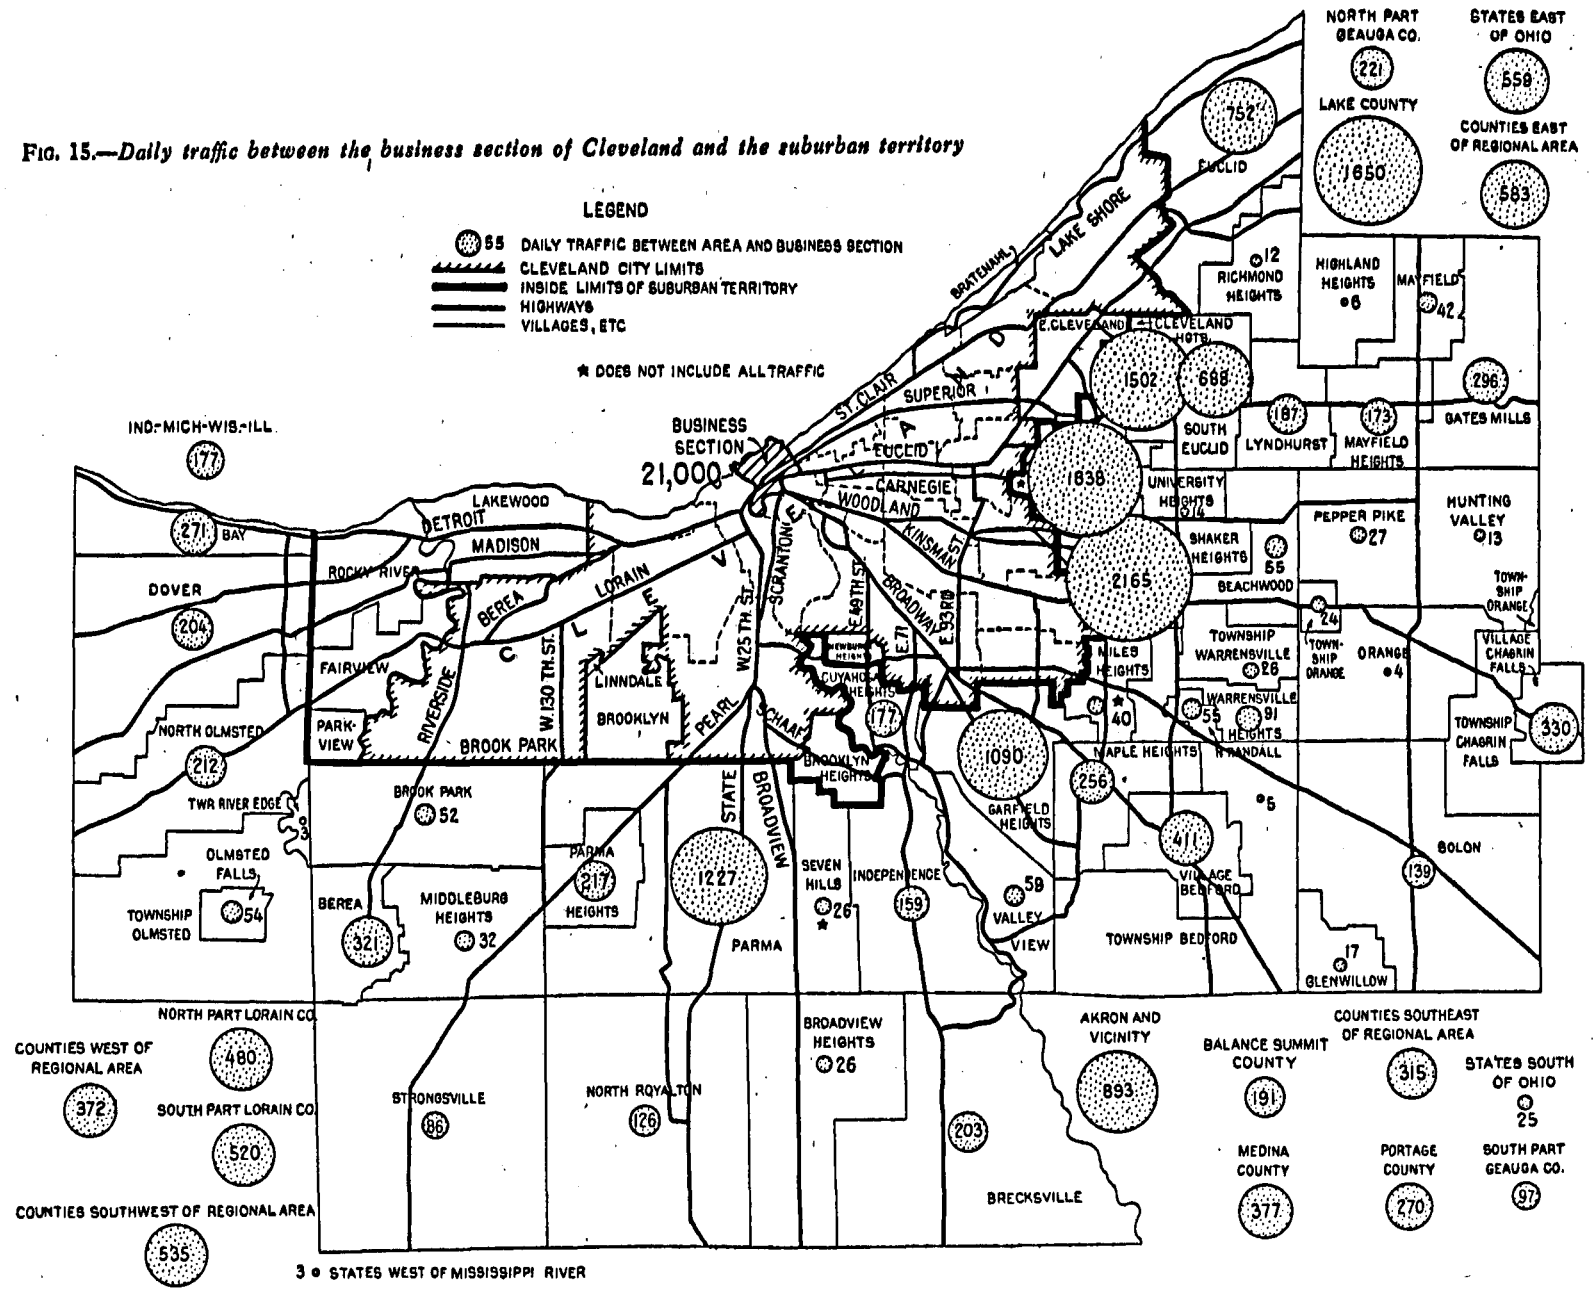 FIG. 15.—Daily traffic between the business section of Cleveland and the suburban territory
LEGEND
55 DAILY TRAFFIC BETWEEN AREA AND BUSINESS SECTION
CLEVELAND CITY LIMITS
INSIDE LIMITS OF SUBURBAN TERRITORY
HIGHWAYS
VILLAGES, ETC
* DOES NOT INCLUDE ALL TRAFFIC
NORTH PART
GEAUGA CO.
221
STATES EAST
OF OHIO
559
LAKE COUNTY
1650
COUNTIES EAST
OF REGIONAL AREA
583
752
EUCLID
LAKE SHORE
BRATENAHL
12
RICHMOND
HEIGHTS
HIGHLAND
HEIGHTS
6
MAYFIELD
42
E. CLEVELAND
CLEVELAND
HGTS.
1502
688
296
GATES MILLS
ST. CLAIR
SUPERIOR
EUCLID
CARNEGIE
WOODLAND
KINSMAN
BROADWAY
SCRANTON
E 49TH ST.
E. 71
E 93RD
ST.
C L E V E L A N D
BUSINESS
SECTION
21,000
SOUTH
EUCLID
187
LYNDHURST
173
MAYFIELD
HEIGHTS
1638
*
UNIVERSITY
HEIGHTS
14
PEPPER PIKE
27
HUNTING
VALLEY
13
IND.-MICH-WIS.-ILL.
177
271
BAY
LAKEWOOD
DETROIT
MADISON
ROCKY RIVER
DOVER
204
BEREA
LORAIN
W. 25 TH. ST.
W. 130 TH. ST.
2165
SHAKER
HEIGHTS
55
BEACHWOOD
24
TOWN-
SHIP
ORANGE
TOWN-
SHIP
ORANGE
VILLAGE
CHAGRIN
FALLS
ORANGE
4
TOWNSHIP
WARRENSVILLE
26
MILES
HEIGHTS
* 40
WARRENSVILLE
55
91
HEIGHTS
N RANDALL
TOWNSHIP
CHAGRIN
FALLS
330
FAIRVIEW
PARK-
VIEW
RIVERSIDE
BROOK PARK
LINNDALE
BROOKLYN
PEARL
SCHAAF
NEWBURG
HEIGHTS
CUYAHOGA
HEIGHTS
177
NORTH OLMSTED
212
BROOKLYN
HEIGHTS
1090
GARFIELD
HEIGHTS
MAPLE HEIGHTS
256
5
411
VILLAGE
BEDFORD
SOLON
139
TWR RIVER EDGE
3
BROOK PARK
52
STATE
BROADVIEW
OLMSTED
FALLS
54
TOWNSHIP
OLMSTED
BEREA
321
MIDDLEBURG
HEIGHTS
32
PARMA
217
HEIGHTS
1227
PARMA
SEVEN
HILLS
26
*
INDEPENDENCE
159
59
VALLEY
VIEW
TOWNSHIP BEDFORD
17
GLENWILLOW
NORTH PART LORAIN CO.
480
COUNTIES WEST OF
REGIONAL AREA
372
SOUTH PART LORAIN CO.
520
COUNTIES SOUTHWEST OF REGIONAL AREA
535
STRONGSVILLE
86
NORTH ROYALTON
126
BROADVIEW
HEIGHTS
26
203
BRECKSVILLE
AKRON AND
VICINITY
893
BALANCE SUMMIT
COUNTY
191
COUNTIES SOUTHEAST
OF REGIONAL AREA
315
STATES SOUTH
OF OHIO
25
MEDINA
COUNTY
377
PORTAGE
COUNTY
270
SOUTH PART
GEAUGA CO.
97
3 STATES WEST OF MISSISSIPPI RIVER